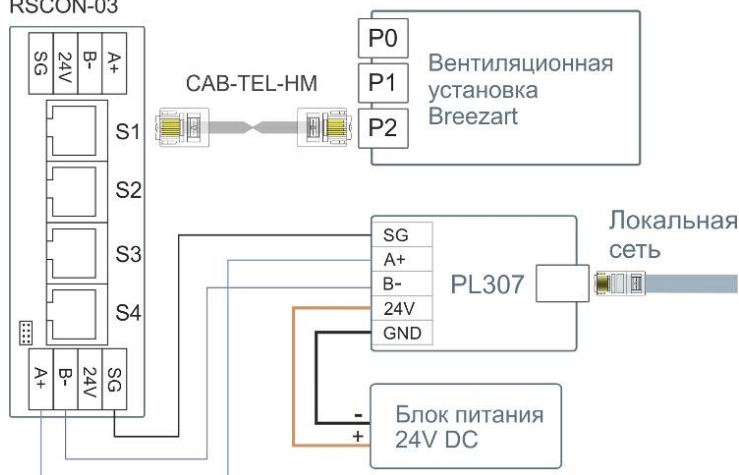 RSCON-03
SG
24V
B-
A+
S1
S2
S3
S4
A+
B-
24V
SG
CAB-TEL-HM
P0
P1
P2
Вентиляционная
установка
Breezart
SG
A+
B-
24V
GND
PL307
Локальная
сеть
-
+
Блок питания
24V DC